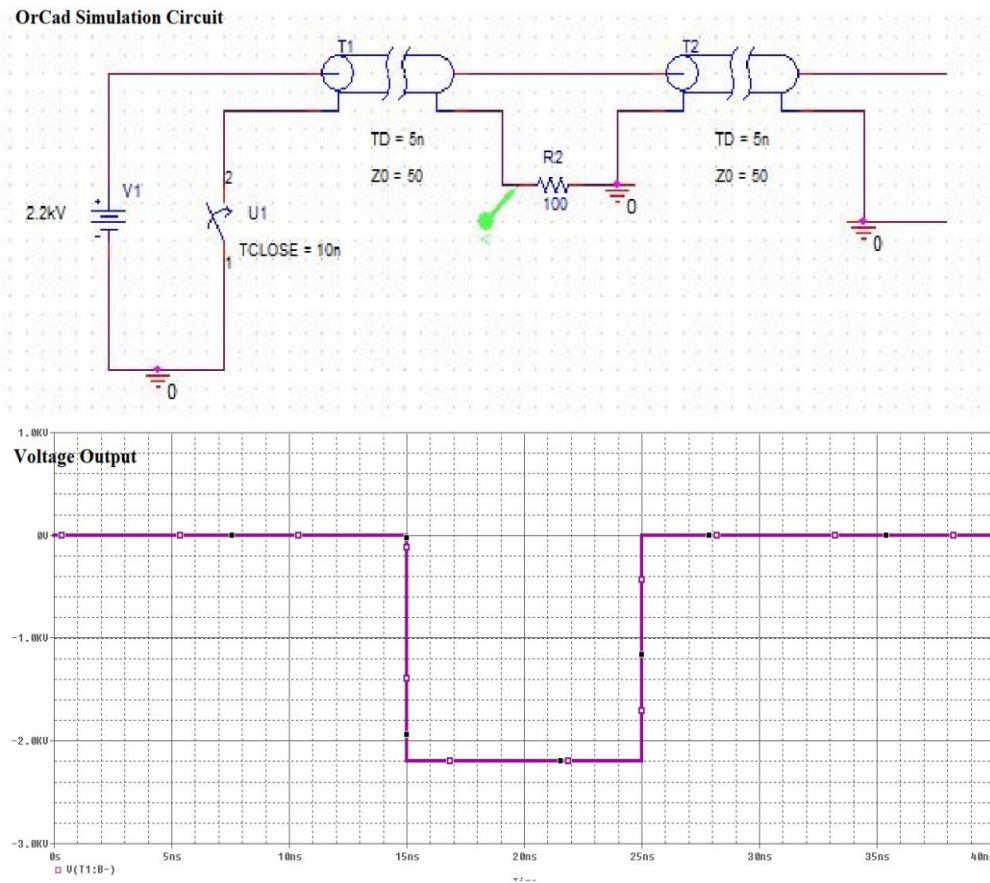 OrCad Simulation Circuit
T1
T2
TD = 5n
Z0 = 50
TD = 5n
Z0 = 50
R2
100
0
0
V1
2.2kV
2
U1
TCLOSE = 10n
1
0
1.0KV
Voltage Output
0V
-1.0KV
-2.0KV
-3.0KV
0s 5ns 10ns 15ns 20ns 25ns 30ns 35ns 40ns
V(T1:B-)
Time